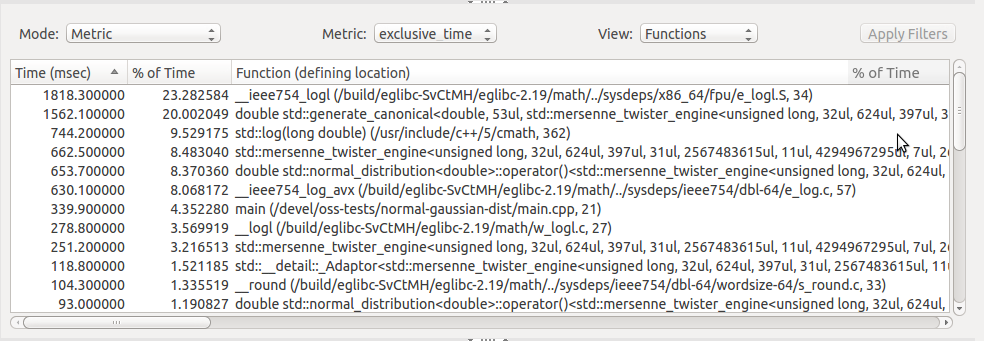 Mode: Metric Metric: exclusive_time View: Functions Apply Filters
Time (msec) % of Time Function (defining location) % of Time
1818.300000 23.282584 __ieee754_logl (/build/eglibc-SvCtMH/eglibc-2.19/math/../sysdeps/x86_64/fpu/e_logl.S, 34)
1562.100000 20.002049 double std::generate_canonical<double, 53ul, std::mersenne_twister_engine<unsigned long, 32ul, 624ul, 397ul, 3
744.200000 9.529175 std::log(long double) (/usr/include/c++/5/cmath, 362)
662.500000 8.483040 std::mersenne_twister_engine<unsigned long, 32ul, 624ul, 397ul, 31ul, 2567483615ul, 11ul, 4294967295ul, 7ul, 26
653.700000 8.370360 double std::normal_distribution<double>::operator()<std::mersenne_twister_engine<unsigned long, 32ul, 624ul,
630.100000 8.068172 __ieee754_log_avx (/build/eglibc-SvCtMH/eglibc-2.19/math/../sysdeps/ieee754/dbl-64/e_log.c, 57)
339.900000 4.352280 main (/devel/oss-tests/normal-gaussian-dist/main.cpp, 21)
278.800000 3.569919 __logl (/build/eglibc-SvCtMH/eglibc-2.19/math/w_logl.c, 27)
251.200000 3.216513 std::mersenne_twister_engine<unsigned long, 32ul, 624ul, 397ul, 31ul, 2567483615ul, 11ul, 4294967295ul, 7ul, 26
118.800000 1.521185 std::__detail::_Adaptor<std::mersenne_twister_engine<unsigned long, 32ul, 624ul, 397ul, 31ul, 2567483615ul, 11u
104.300000 1.335519 __round (/build/eglibc-SvCtMH/eglibc-2.19/math/../sysdeps/ieee754/dbl-64/wordsize-64/s_round.c, 33)
93.000000 1.190827 double std::normal_distribution<double>::operator()<std::mersenne_twister_engine<unsigned long, 32ul, 624ul,